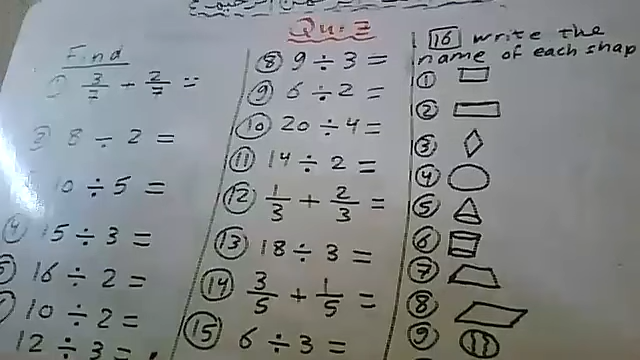 Quiz
Find
① 3/7 + 2/7 =
8 ÷ 2 =
10 ÷ 5 =
④ 15 ÷ 3 =
16 ÷ 2 =
10 ÷ 2 =
12 ÷ 3 =
⑧ 9 ÷ 3 =
⑨ 6 ÷ 2 =
⑩ 20 ÷ 4 =
⑪ 14 ÷ 2 =
⑫ 1/3 + 2/3 =
⑬ 18 ÷ 3 =
⑭ 3/5 + 1/5 =
⑮ 6 ÷ 3 =
16 write the
name of each shap
①
②
③
④
⑤
⑥
⑦
⑧
⑨